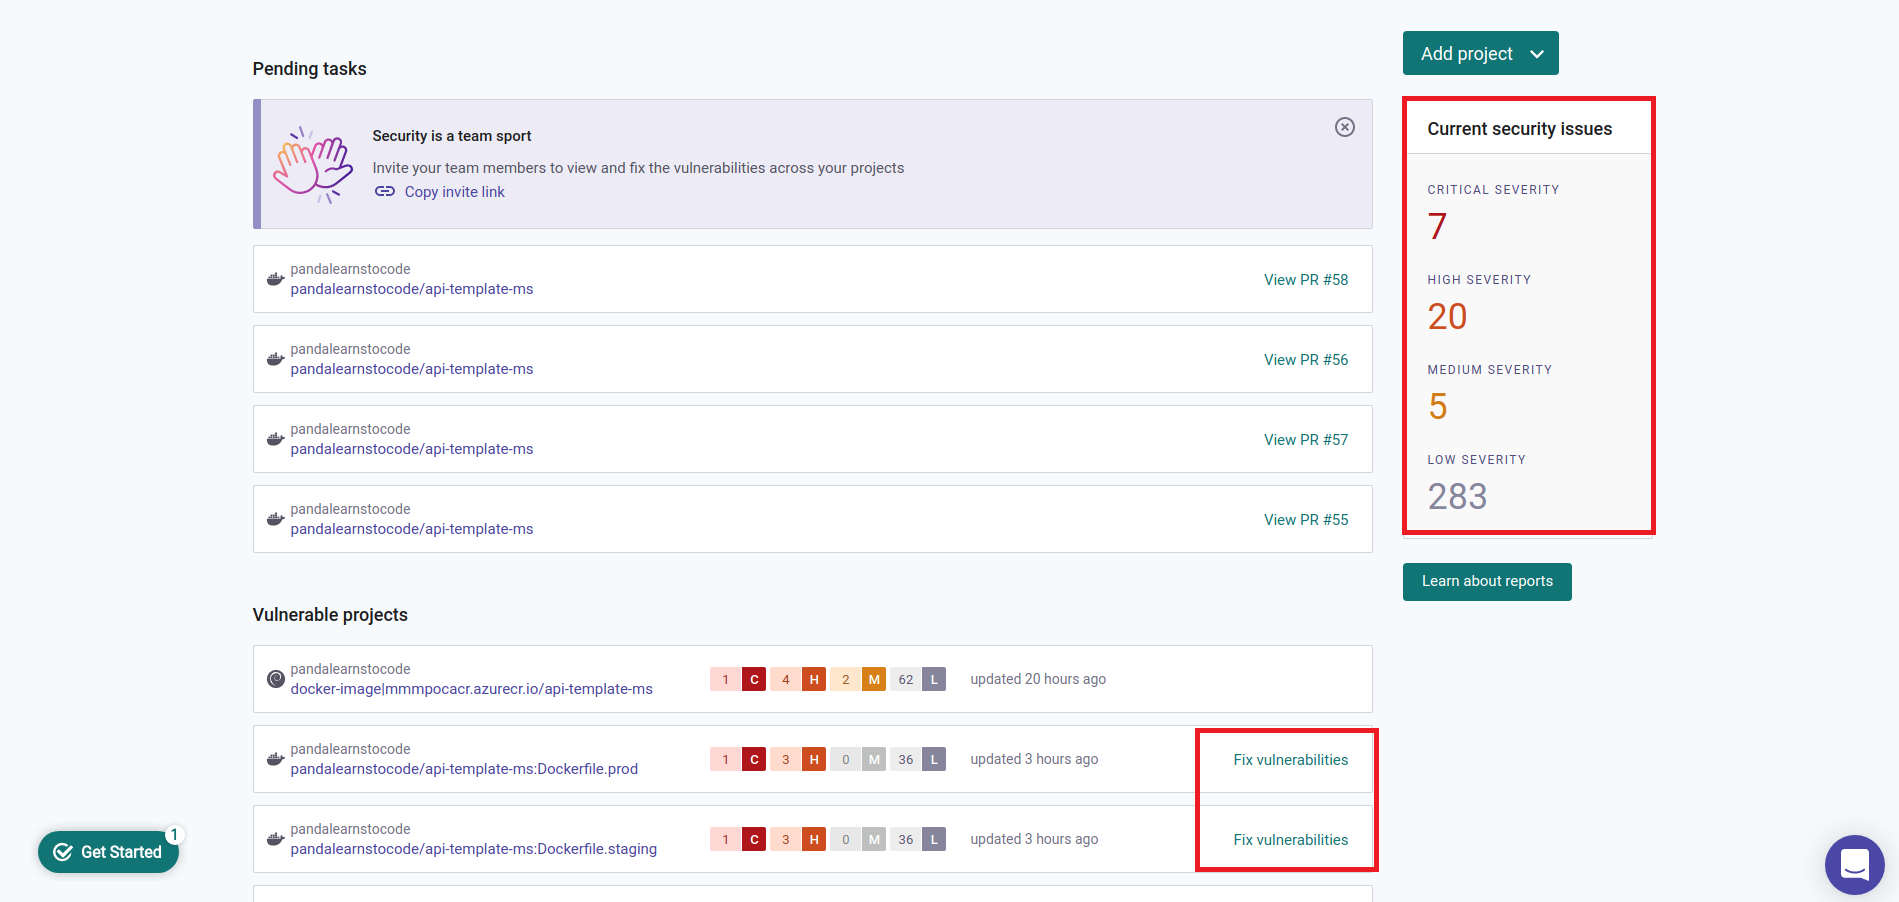 Pending tasks
Security is a team sport
Invite your team members to view and fix the vulnerabilities across your projects
Copy invite link
pandalearnstocode
pandalearnstocode/api-template-ms
View PR #58
pandalearnstocode
pandalearnstocode/api-template-ms
View PR #56
pandalearnstocode
pandalearnstocode/api-template-ms
View PR #57
pandalearnstocode
pandalearnstocode/api-template-ms
View PR #55
Vulnerable projects
pandalearnstocode
docker-image|mmmpocacr.azurecr.io/api-template-ms
1 C 4 H 2 M 62 L updated 20 hours ago
pandalearnstocode
pandalearnstocode/api-template-ms:Dockerfile.prod
1 C 3 H 0 M 36 L updated 3 hours ago Fix vulnerabilities
pandalearnstocode
pandalearnstocode/api-template-ms:Dockerfile.staging
1 C 3 H 0 M 36 L updated 3 hours ago Fix vulnerabilities
Add project
Current security issues
CRITICAL SEVERITY
7
HIGH SEVERITY
20
MEDIUM SEVERITY
5
LOW SEVERITY
283
Learn about reports
Get Started
1